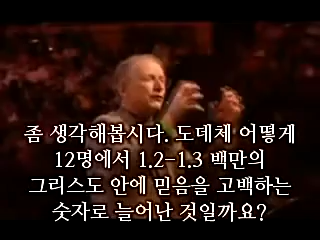 좀 생각해봅시다. 도데체 어떻게
12명에서 1.2-1.3 백만의
그리스도 안에 믿음을 고백하는
숫자로 늘어난 것일까요?